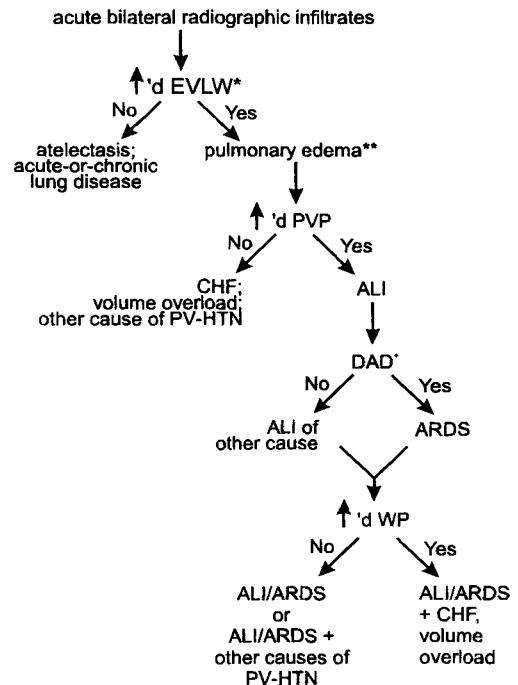 acute bilateral radiographic infiltrates
↑'d EVLW*
No
Yes
atelectasis;
acute-or-chronic
lung disease
pulmonary edema**
↑'d PVP
No
Yes
CHF;
volume overload;
other cause of PV-HTN
ALI
DAD+
No
Yes
ALI of
other cause
ARDS
↑'d WP
No
Yes
ALI/ARDS
or
ALI/ARDS +
other causes of
PV-HTN
ALI/ARDS
+ CHF,
volume
overload